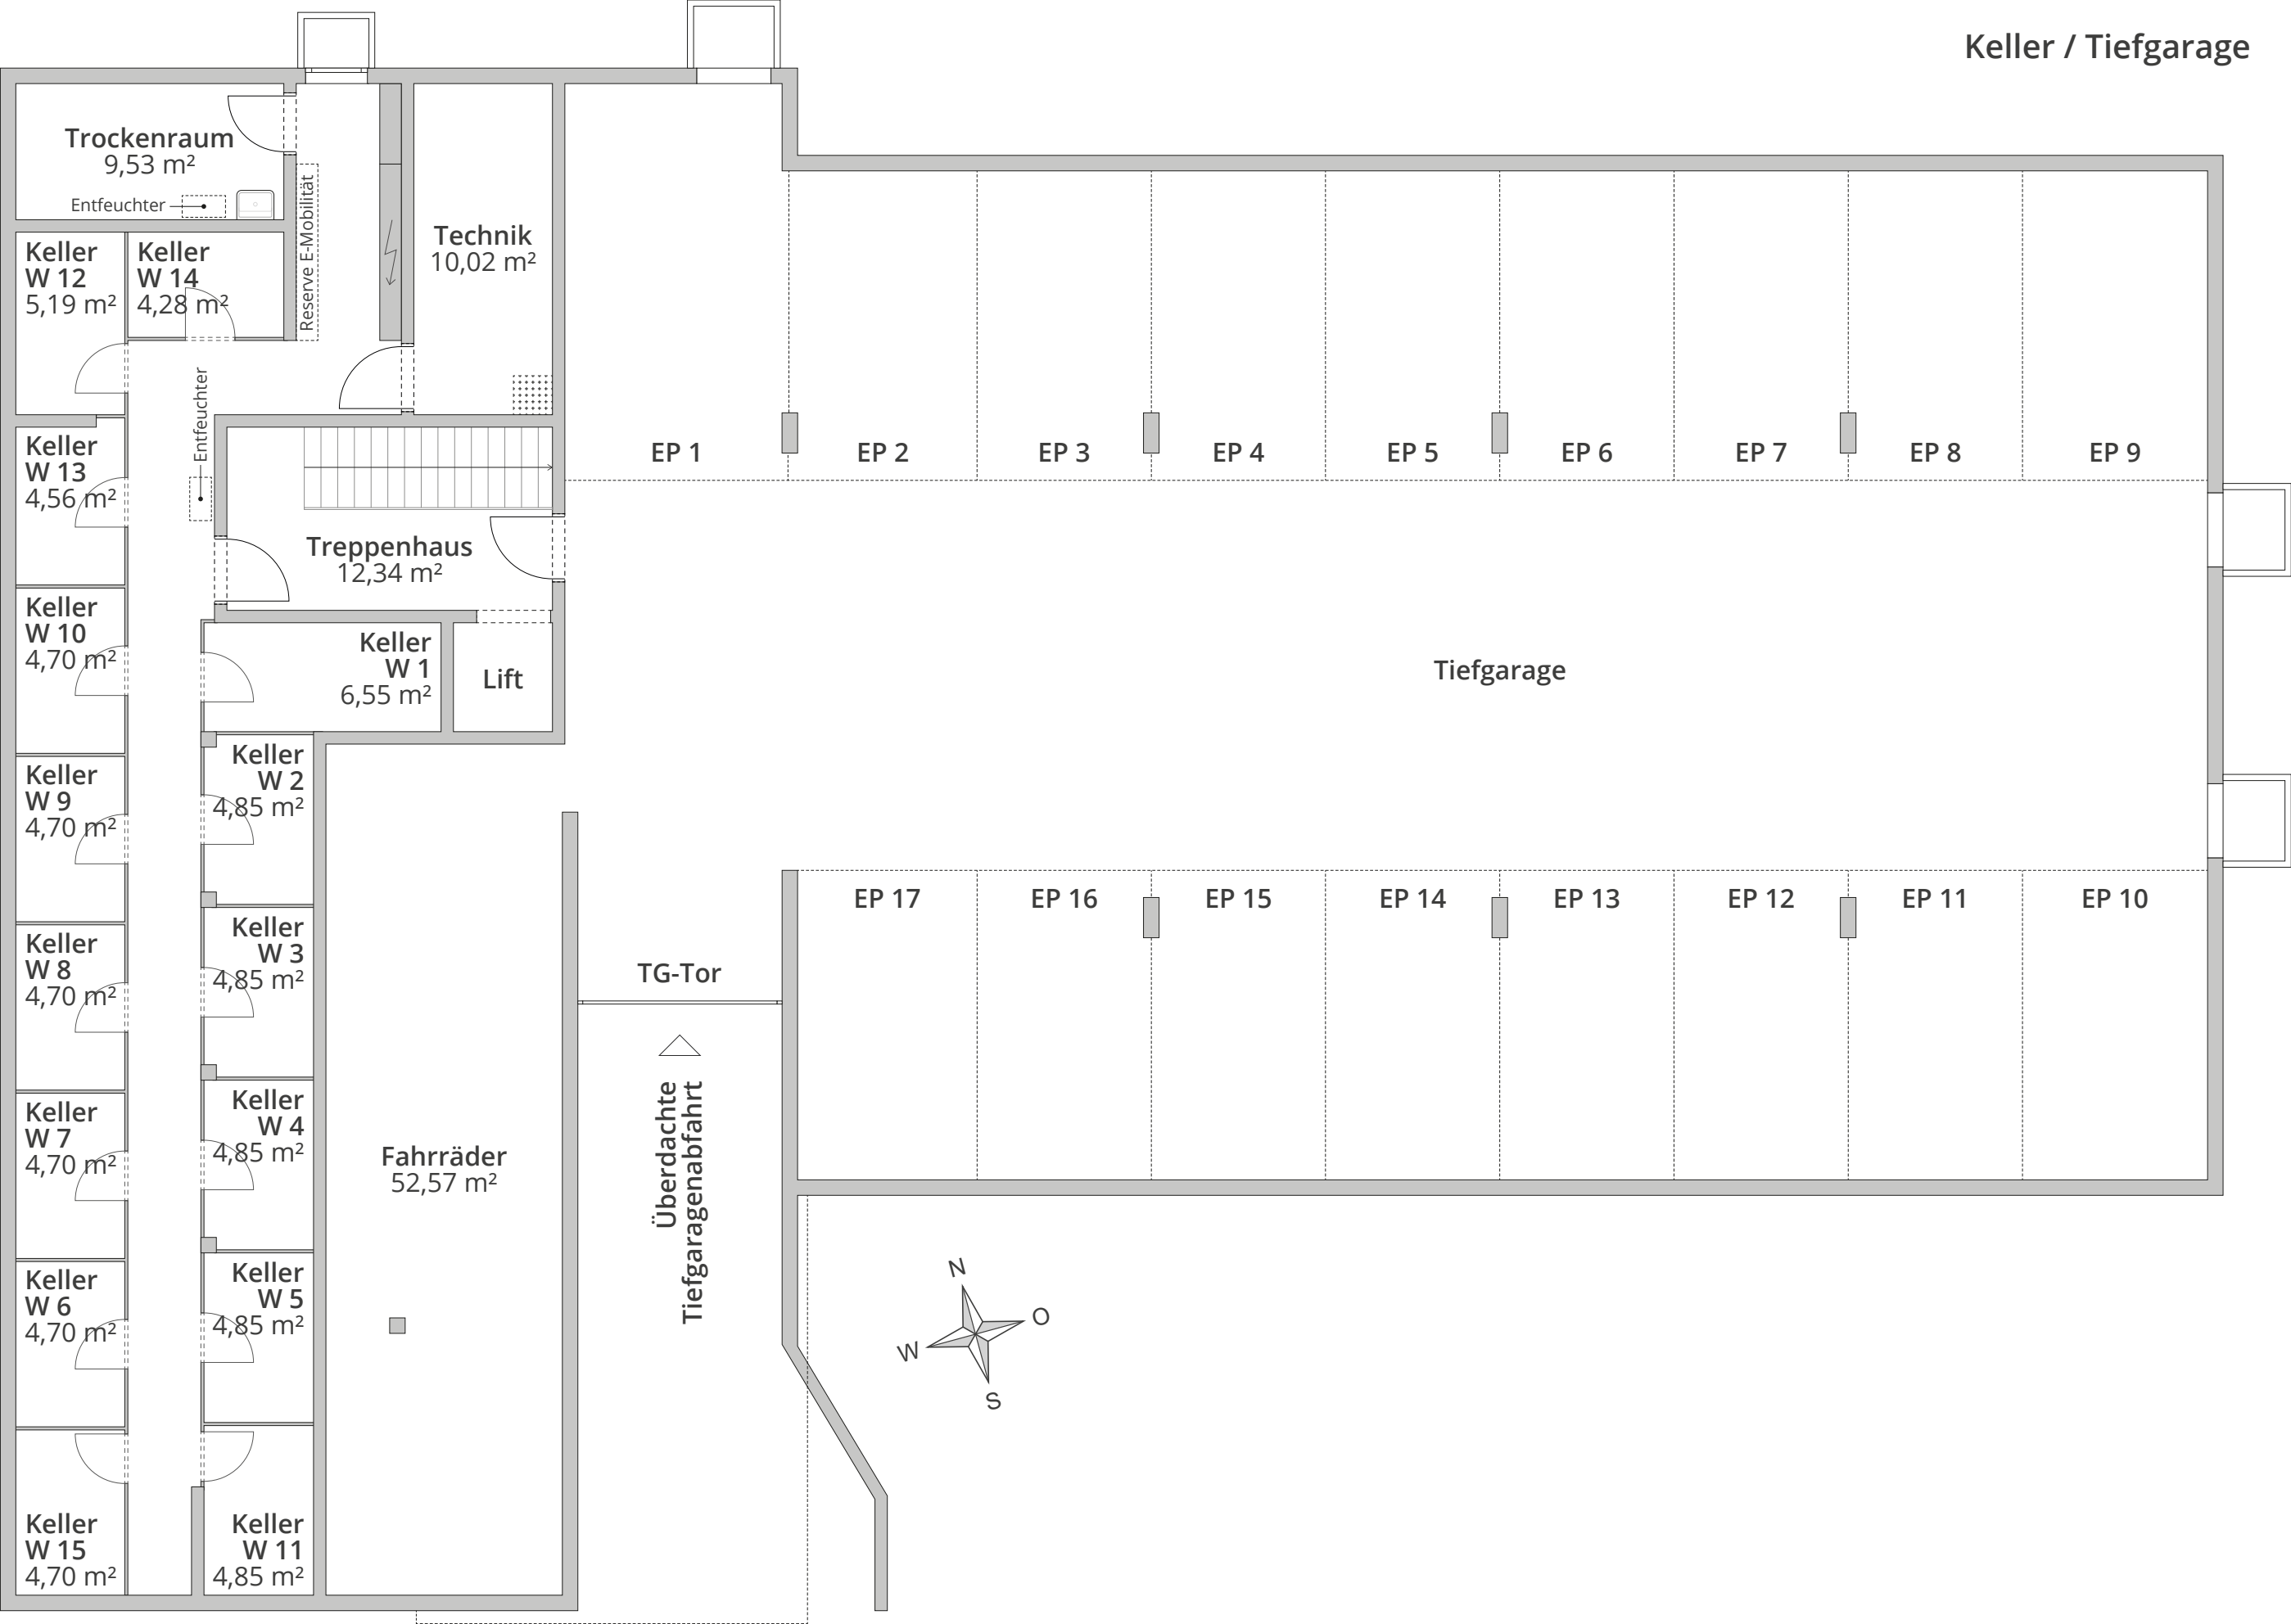 Keller / Tiefgarage
Trockenraum
9,53 m²
Entfeuchter
Reserve E-Mobilität
Technik
10,02 m²
Keller
W 12
5,19 m²
Keller
W 14
4,28 m²
Entfeuchter
Keller
W 13
4,56 m²
Treppenhaus
12,34 m²
EP 1
EP 2
EP 3
EP 4
EP 5
EP 6
EP 7
EP 8
EP 9
Keller
W 10
4,70 m²
Keller
W 1
6,55 m²
Lift
Tiefgarage
Keller
W 9
4,70 m²
Keller
W 2
4,85 m²
Keller
W 8
4,70 m²
Keller
W 3
4,85 m²
EP 17
EP 16
EP 15
EP 14
EP 13
EP 12
EP 11
EP 10
TG-Tor
Überdachte
Tiefgaragenabfahrt
Keller
W 7
4,70 m²
Keller
W 4
4,85 m²
Fahrräder
52,57 m²
Keller
W 6
4,70 m²
Keller
W 5
4,85 m²
N
O
W
S
Keller
W 15
4,70 m²
Keller
W 11
4,85 m²